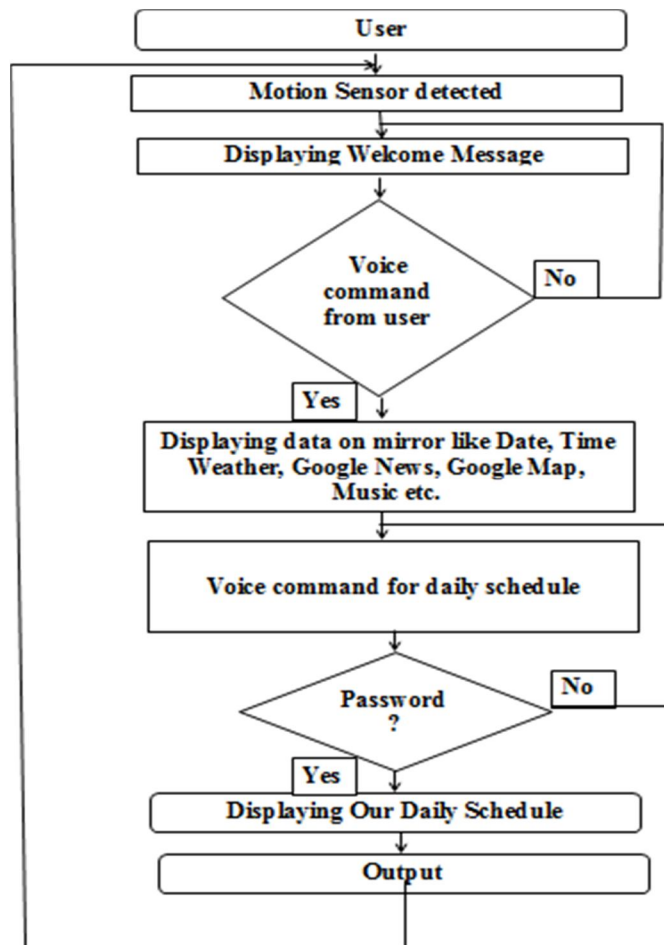 User
Motion Sensor detected
Displaying Welcome Message
Voice
command
from user
No
Yes
Displaying data on mirror like Date, Time
Weather, Google News, Google Map,
Music etc.
Voice command for daily schedule
Password
?
No
Yes
Displaying Our Daily Schedule
Output